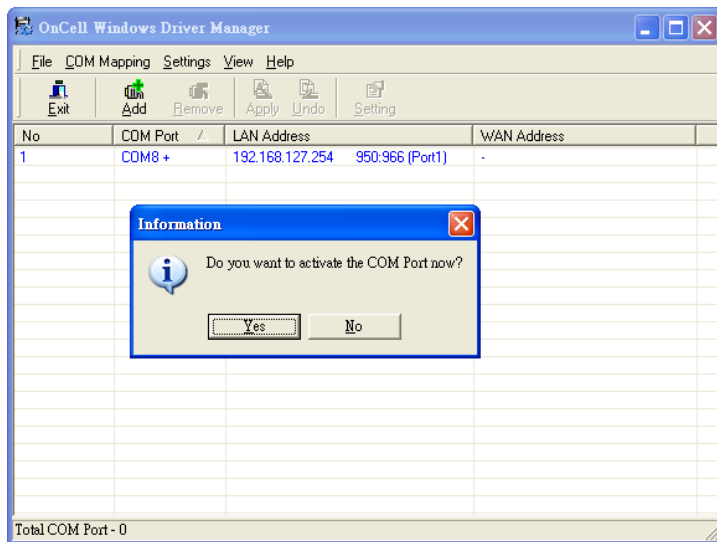 OnCell Windows Driver Manager
File COM Mapping Settings View Help
Exit Add Remove Apply Undo Setting
No COM Port LAN Address WAN Address
1 COM8 + 192.168.127.254 950:966 (Port1) -
Information
Do you want to activate the COM Port now?
Yes No
Total COM Port - 0